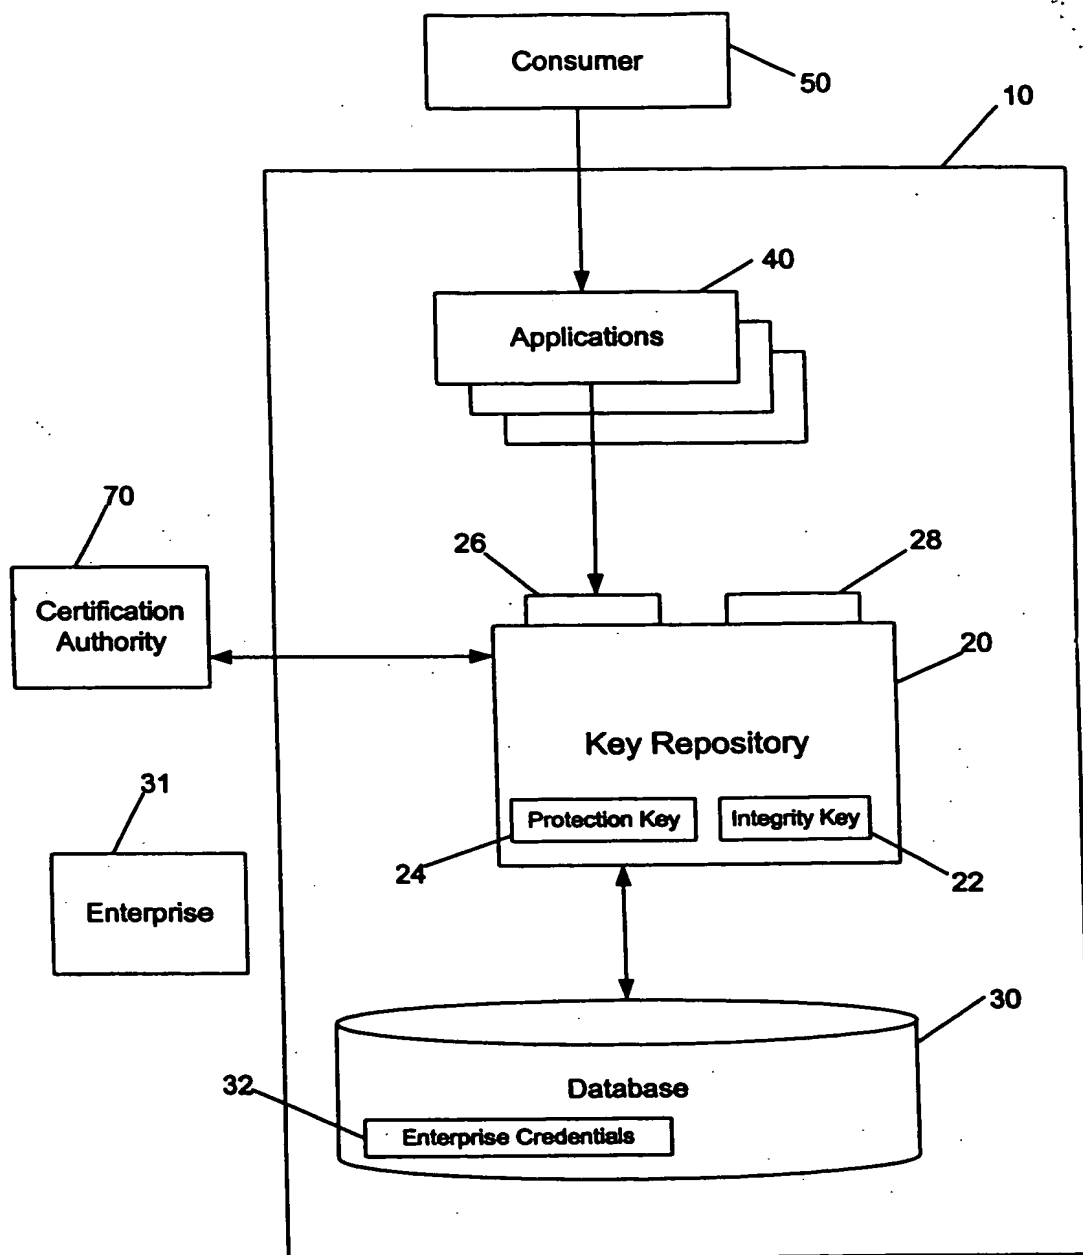 Consumer
50
10
40
Applications
70
26
28
Certification
Authority
20
Key Repository
31
Protection Key
Integrity Key
24
22
Enterprise
30
Database
32
Enterprise Credentials